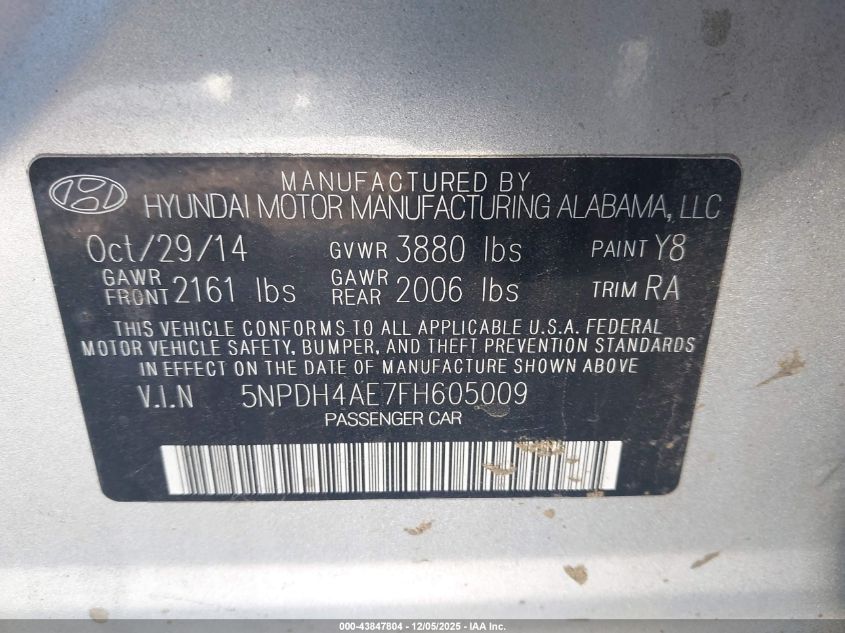 MANUFACTURED BY
HYUNDAI MOTOR MANUFACTURING ALABAMA, LLC
Oct/29/14 GVWR 3880 lbs PAINT Y8
GAWR FRONT 2161 lbs GAWR REAR 2006 lbs TRIM RA
THIS VEHICLE CONFORMS TO ALL APPLICABLE U.S.A. FEDERAL
MOTOR VEHICLE SAFETY, BUMPER, AND THEFT PREVENTION STANDARDS
IN EFFECT ON THE DATE OF MANUFACTURE SHOWN ABOVE
V.I.N 5NPDH4AE7FH605009
PASSENGER CAR
000-43847804 - 12/05/2025 - IAA Inc.